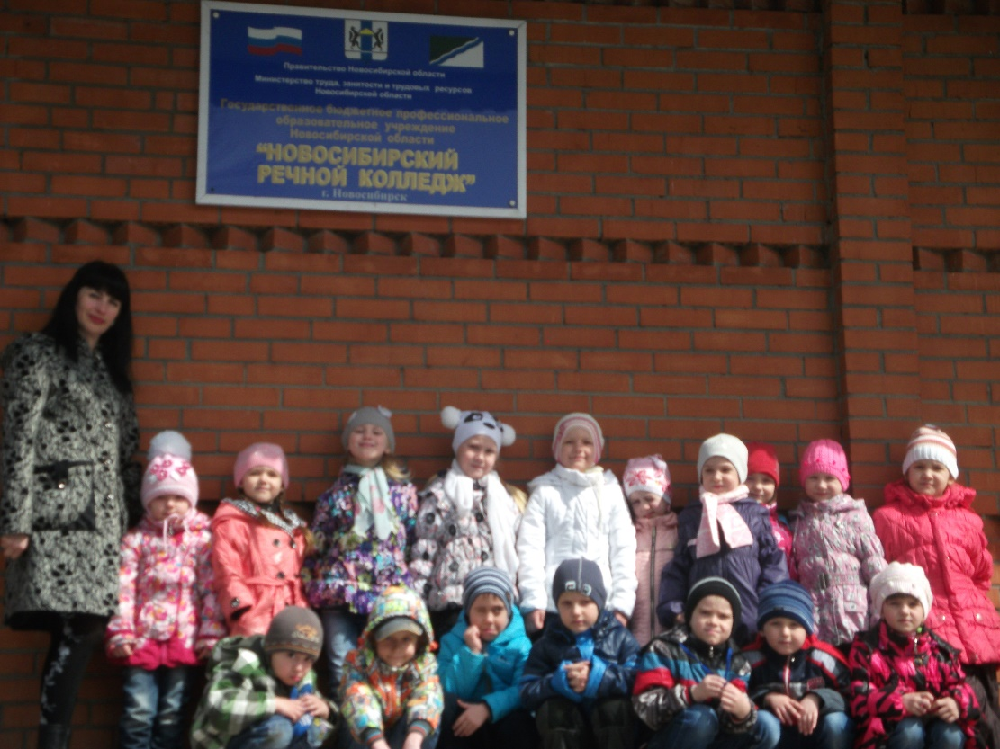 Правительство Новосибирской области
Министерство труда, занятости и трудовых ресурсов
Новосибирской области
Государственное бюджетное профессиональное
образовательное учреждение
Новосибирской области
"НОВОСИБИРСКИЙ
РЕЧНОЙ КОЛЛЕДЖ"
г. Новосибирск